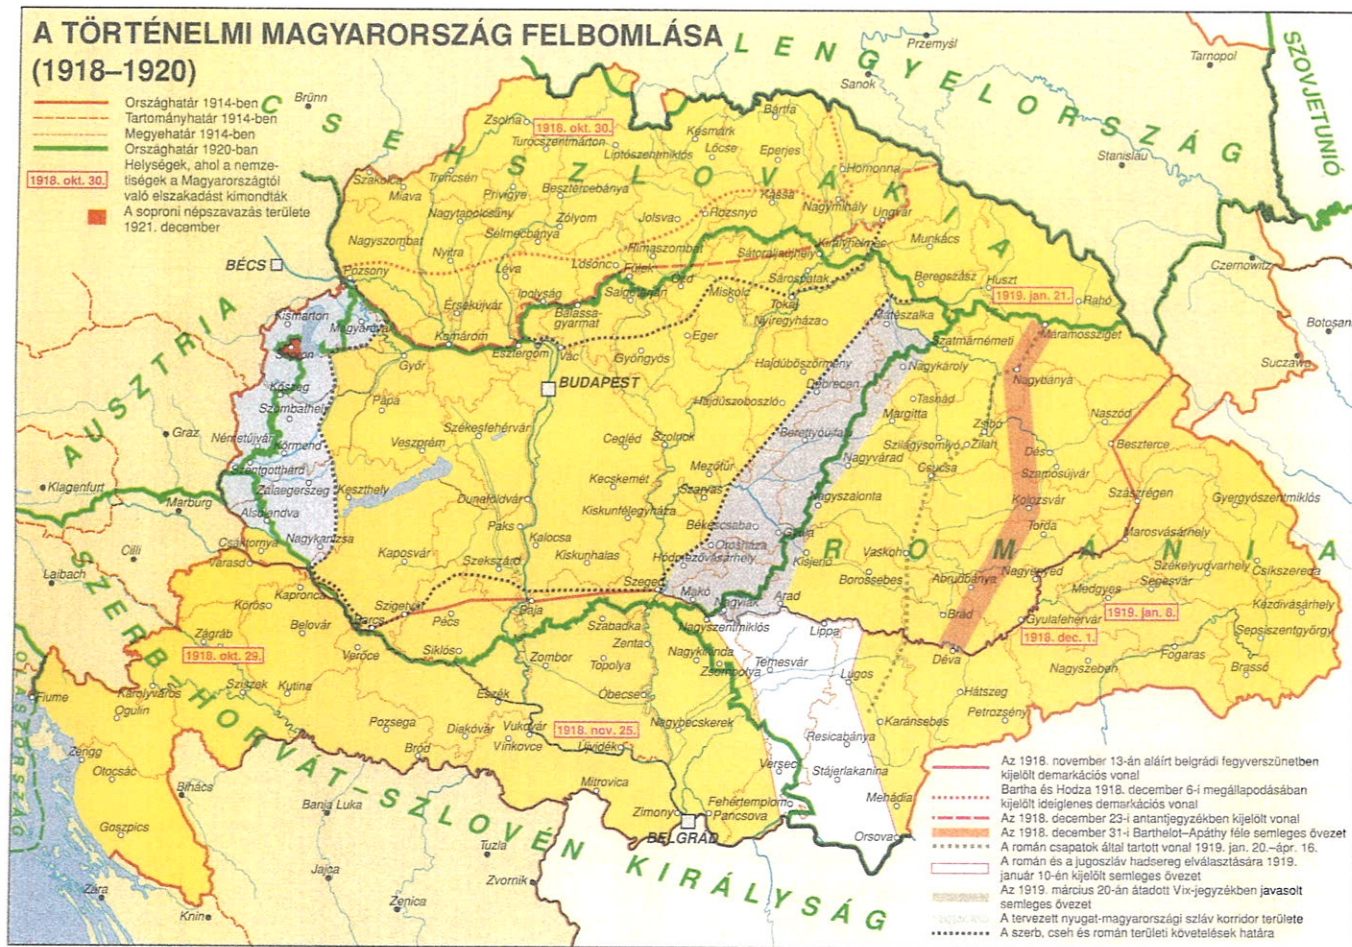 A TÖRTÉNELMI MAGYARORSZÁG FELBOMLÁSA
(1918–1920)
Országhatár 1914-ben
Tartományhatár 1914-ben
Megyehatár 1914-ben
Országhatár 1920-ban
Helységek, ahol a nemze-
1918. okt. 30.
tiségek a Magyarországtól
való elszakadást kimondták
A soproni népszavazás területe
1921. december
LENGYELORSZÁG
SZOVJETUNIÓ
CSEHSZLOVÁKIA
AUSZTRIA
ROMÁNIA
SZERB–HORVÁT–SZLOVÉN KIRÁLYSÁG
OLASZORSZÁG
Brünn
Przemyśl
Sanok
Tarnopol
Stanislau
Czernowitz
Botosani
Suczawa
BÉCS
Graz
Klagenfurt
Marburg
Cilli
Laibach
Zsolna
1918. okt. 30.
Turócszentmárton
Liptószentmiklós
Késmárk
Lőcse
Bártfa
Eperjes
Homonna
Szakolca
Miava
Trencsén
Privigye
Besztercebánya
Nagytapolcsány
Zólyom
Selmecbánya
Jolsva
Rozsnyó
Kassa
Nagymihály
Ungvár
Nagyszombat
Nyitra
Léva
Losonc
Rimaszombat
Fülek
Sátoraljaújhely
Királyhelmec
Munkács
Pozsony
Ipolyság
Salgótarján
Ózd
Miskolc
Sárospatak
Tokaj
Beregszász
Huszt
1919. jan. 21.
Rahó
Érsekújvár
Balassa-
gyarmat
Komárom
Esztergom
Vác
Eger
Gyöngyös
Nyíregyháza
Mátészalka
Szatmárnémeti
Máramossziget
Kismarton
Magyaróvár
Sopron
Győr
Kőszeg
Szombathely
Pápa
BUDAPEST
Hajdúböszörmény
Debrecen
Nagykároly
Nagybánya
Hajdúszoboszló
Tasnád
Margitta
Zsibó
Naszód
Németújvár
Körmend
Veszprém
Székesfehérvár
Cegléd
Szolnok
Berettyóújfalu
Szilágysomlyó
Zilah
Beszterce
Szentgotthárd
Zalaegerszeg
Keszthely
Kecskemét
Mezőtúr
Nagyvárad
Csucsa
Dés
Szamosújvár
Alsólendva
Dunaföldvár
Szarvas
Kiskunfélegyháza
Nagyszalonta
Kolozsvár
Szászrégen
Gyergyószentmiklós
Csáktornya
Nagykanizsa
Paks
Kalocsa
Békéscsaba
Gyula
Torda
Marosvásárhely
Varasd
Kaposvár
Szekszárd
Kiskunhalas
Orosháza
Hódmezővásárhely
Kisjenő
Vaskoh
Székelyudvarhely
Csíkszereda
Borossebes
Abrudbánya
Nagyenyed
Medgyes
Segesvár
Kapronca
Körös
Szigetvár
Szeged
Makó
Nagylak
Arad
Brád
Gyulafehérvár
1919. jan. 8.
Kézdivásárhely
Belovár
Barcs
Pécs
Baja
Szabadka
Nagyszentmiklós
Lippa
1918. dec. 1.
Sepsiszentgyörgy
Zágráb
1918. okt. 29.
Verőce
Siklós
Zenta
Nagykikinda
Déva
Fogaras
Brassó
Zombor
Topolya
Zsombolya
Temesvár
Lugos
Nagyszeben
Fiume
Károlyváros
Sziszek
Kutina
Eszék
Óbecse
Hátszeg
Ogulin
Pozsega
Diakóvár
Vukovár
Vinkovce
1918. nov. 25.
Újvidék
Nagybecskerek
Karánsebes
Petrozsény
Zengg
Otocsác
Bród
Resicabánya
Bihács
Banja Luka
Mitrovica
Versec
Stájerlakanina
Goszpics
Zimony
Fehértemplom
Pancsova
Mehádia
BELGRÁD
Orsova
Zára
Jajca
Tuzla
Zvornik
Zenica
Knin
Az 1918. november 13-án aláírt belgrádi fegyverszünetben
kijelölt demarkációs vonal
Bartha és Hodza 1918. december 6-i megállapodásában
kijelölt ideiglenes demarkációs vonal
Az 1918. december 23-i antantjegyzékben kijelölt vonal
Az 1918. december 31-i Barthelot–Apáthy féle semleges övezet
A román csapatok által tartott vonal 1919. jan. 20.–ápr. 16.
A román és a jugoszláv hadsereg elválasztására 1919.
január 10-én kijelölt semleges övezet
Az 1919. március 20-án átadott Vix-jegyzékben javasolt
semleges övezet
A tervezett nyugat-magyarországi szláv korridor területe
A szerb, cseh és román területi követelések határa